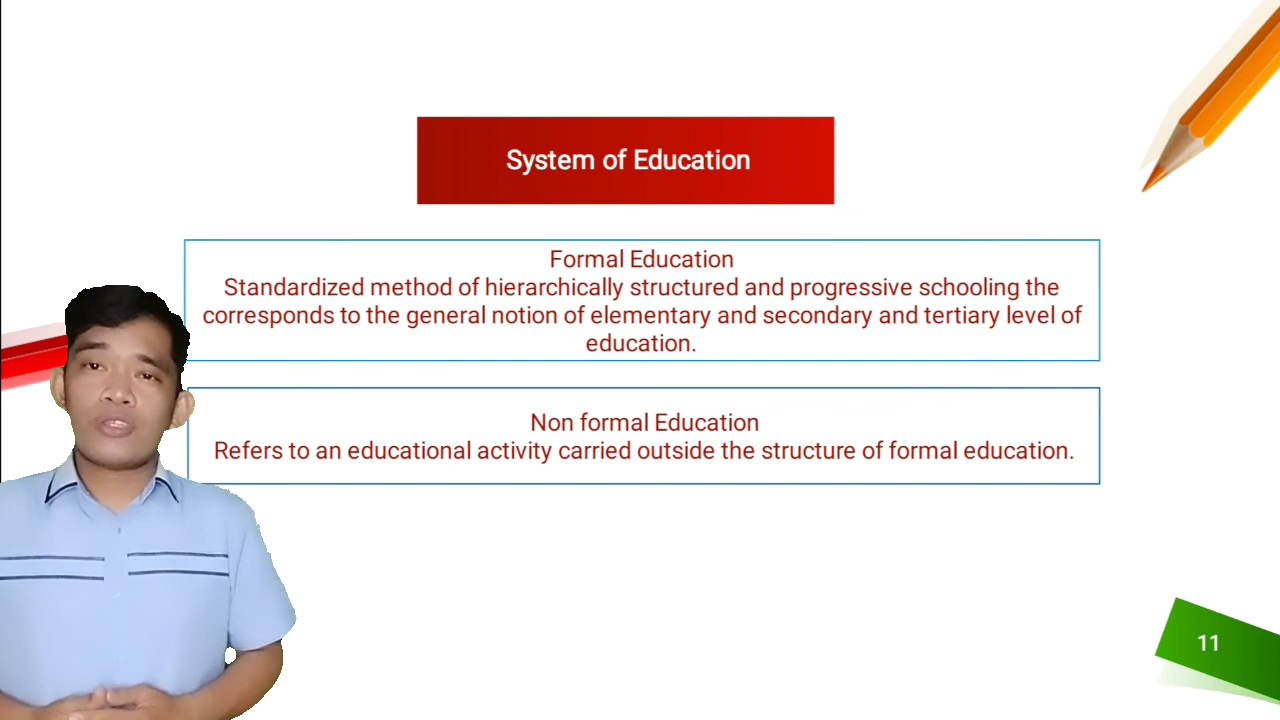 System of Education
Formal Education
Standardized method of hierarchically structured and progressive schooling the
corresponds to the general notion of elementary and secondary and tertiary level of
education.
Non formal Education
Refers to an educational activity carried outside the structure of formal education.
11